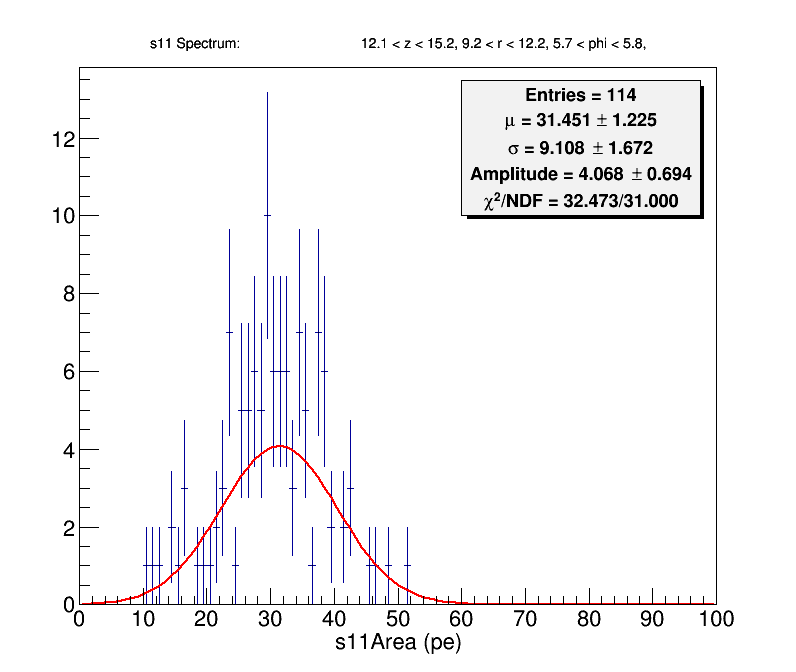 s11 Spectrum: 12.1 < z < 15.2, 9.2 < r < 12.2, 5.7 < phi < 5.8,
Entries = 114
μ = 31.451 ± 1.225
σ = 9.108 ± 1.672
Amplitude = 4.068 ± 0.694
χ²/NDF = 32.473/31.000
12
10
8
6
4
2
0
0 10 20 30 40 50 60 70 80 90 100
s11Area (pe)